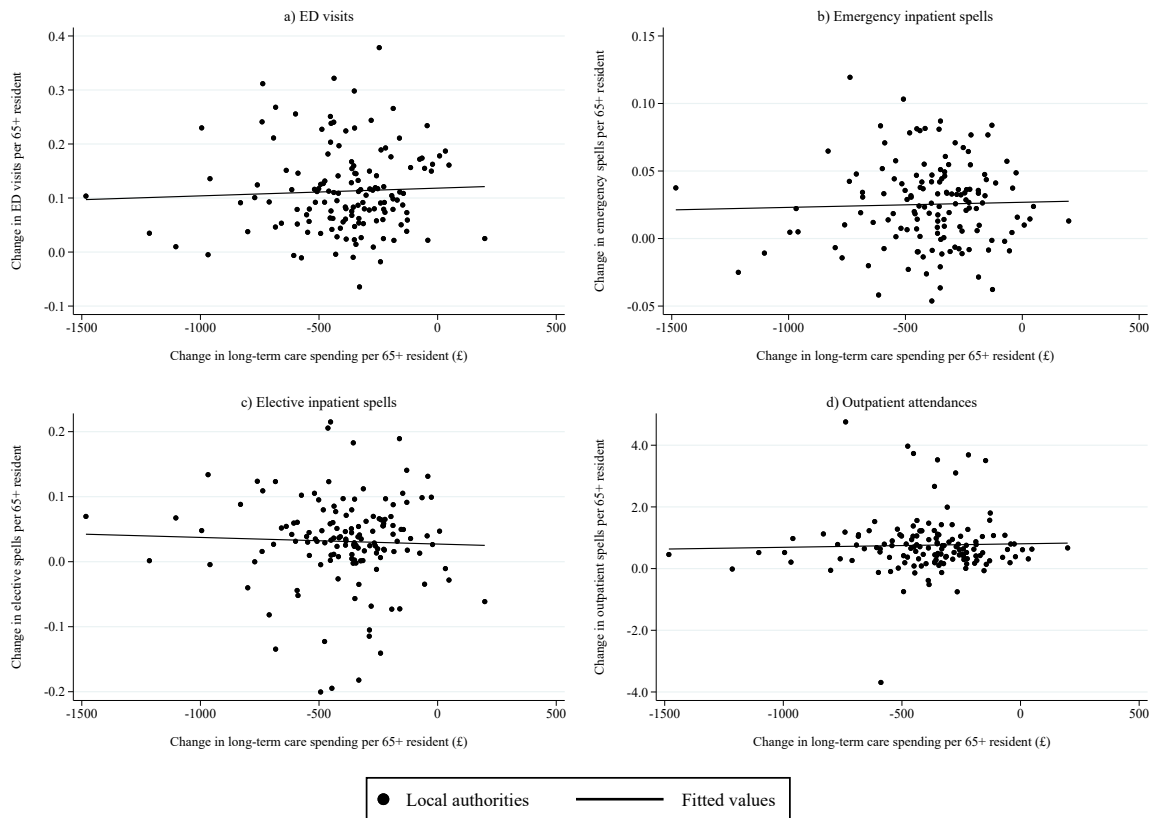 a) ED visits
Change in ED visits per 65+ resident
0.4
0.3
0.2
0.1
0.0
-0.1
-1500 -1000 -500 0 500
Change in long-term care spending per 65+ resident (£)
b) Emergency inpatient spells
Change in emergency spells per 65+ resident
0.15
0.10
0.05
0.00
-0.05
-1500 -1000 -500 0 500
Change in long-term care spending per 65+ resident (£)
c) Elective inpatient spells
Change in elective spells per 65+ resident
0.2
0.1
0.0
-0.1
-0.2
-1500 -1000 -500 0 500
Change in long-term care spending per 65+ resident (£)
d) Outpatient attendances
Change in outpatient spells per 65+ resident
4.0
2.0
0.0
-2.0
-4.0
-1500 -1000 -500 0 500
Change in long-term care spending per 65+ resident (£)
Local authorities Fitted values